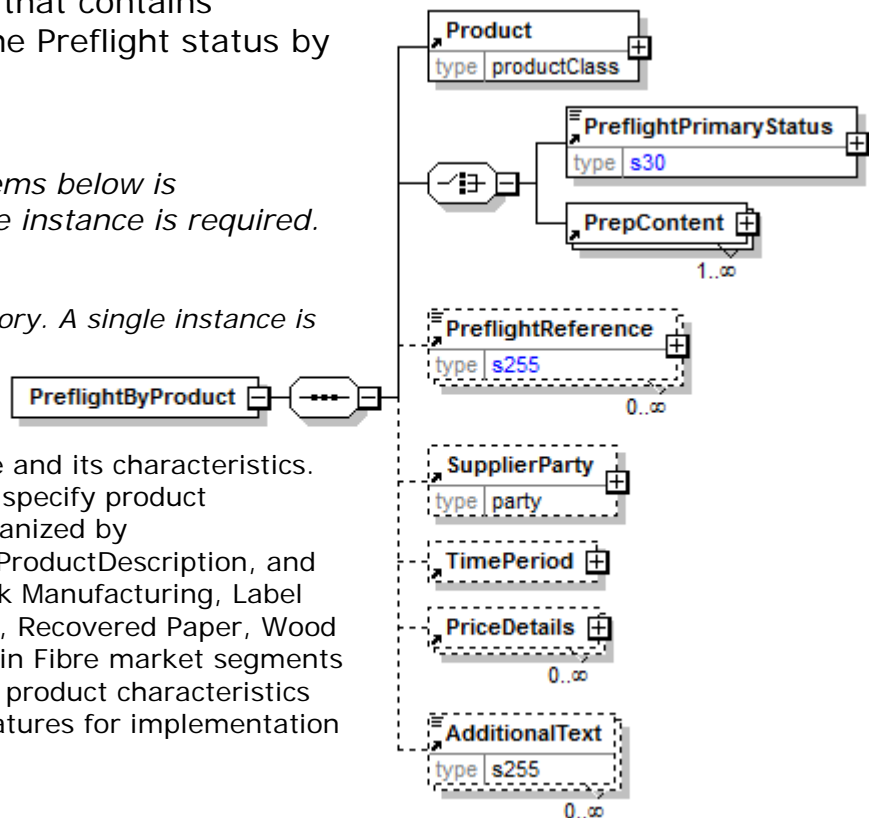 that contains
ne Preflight status by
ems below is
e instance is required.
ory. A single instance is
e and its characteristics.
specify product
anized by
ProductDescription, and
k Manufacturing, Label
, Recovered Paper, Wood
in Fibre market segments
product characteristics
atures for implementation
PreflightByProduct
Product
type productClass
PreflightPrimaryStatus
type s30
PrepContent
1..∞
PreflightReference
type s255
0..∞
SupplierParty
type party
TimePeriod
PriceDetails
0..∞
AdditionalText
type s255
0..∞